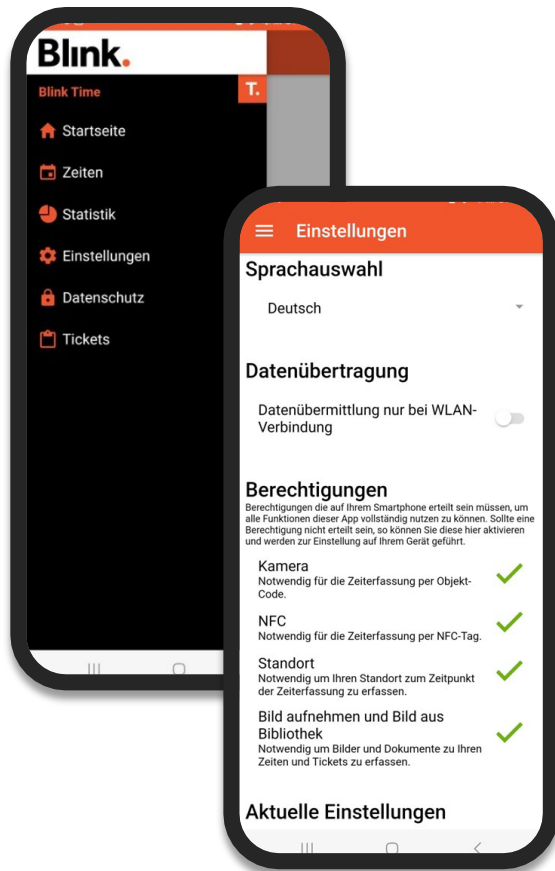 Blink.
Blink Time
T.
Startseite
Zeiten
Statistik
Einstellungen
Datenschutz
Tickets
Einstellungen
Sprachauswahl
Deutsch
Datenübertragung
Datenübermittlung nur bei WLAN-
Verbindung
Berechtigungen
Berechtigungen die auf Ihrem Smartphone erteilt sein müssen, um
alle Funktionen dieser App vollständig nutzen zu können. Sollte eine
Berechtigung nicht erteilt sein, so können Sie diese hier aktivieren
und werden zur Einstellung auf Ihrem Gerät geführt.
Kamera
Notwendig für die Zeiterfassung per Objekt-
Code.
NFC
Notwendig für die Zeiterfassung per NFC-Tag.
Standort
Notwendig um Ihren Standort zum Zeitpunkt
der Zeiterfassung zu erfassen.
Bild aufnehmen und Bild aus
Bibliothek
Notwendig um Bilder und Dokumente zu Ihren
Zeiten und Tickets zu erfassen.
Aktuelle Einstellungen